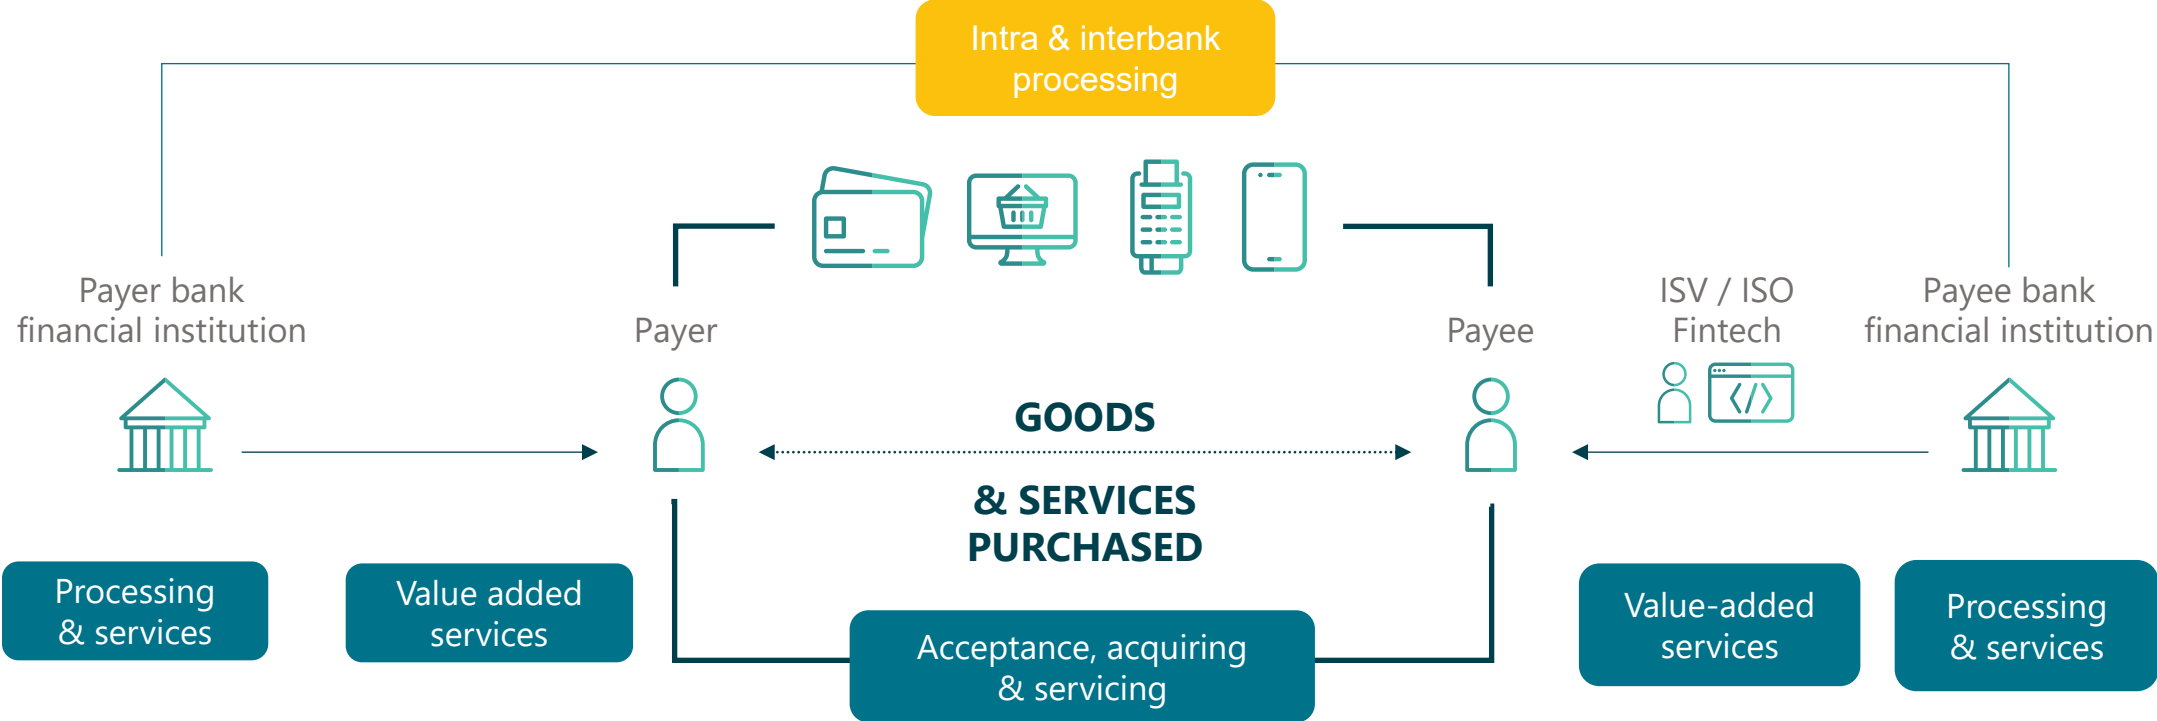 Intra & interbank
processing
Payer bank
financial institution
Payer
Payee
ISV / ISO
Fintech
Payee bank
financial institution
GOODS
& SERVICES
PURCHASED
Processing
& services
Value added
services
Acceptance, acquiring
& servicing
Value-added
services
Processing
& services